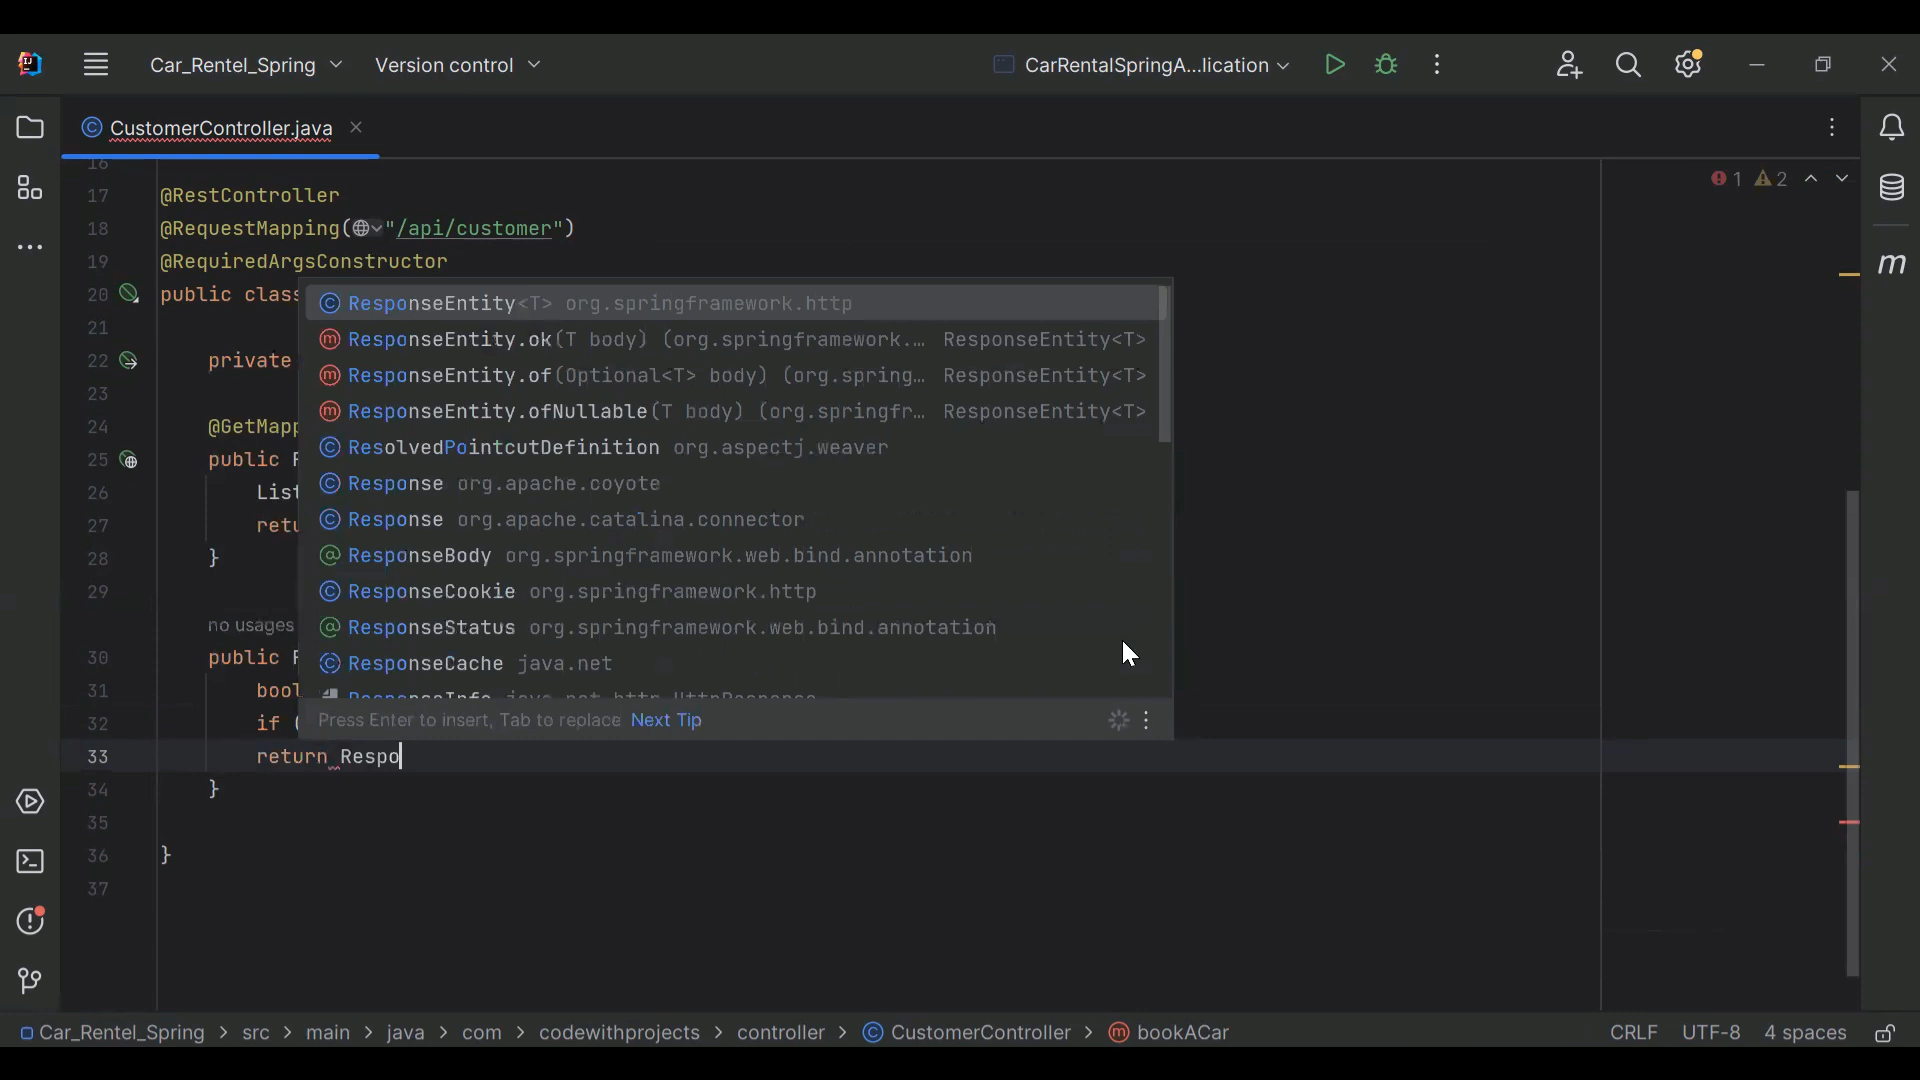 Car_Rentel_Spring Version control CarRentalSpringA...lication
CustomerController.java
1 2
16
17 @RestController
18 @RequestMapping("/api/customer")
19 @RequiredArgsConstructor
20 public class
21
22 private
23
24 @GetMapp
25 public
26 List
27 retu
28 }
29
no usages
30 public
31 bool
32 if (
33 return Respo
34 }
35
36 }
37
ResponseEntity<T> org.springframework.http
ResponseEntity.ok(T body) (org.springframework.... ResponseEntity<T>
ResponseEntity.of(Optional<T> body) (org.spring... ResponseEntity<T>
ResponseEntity.ofNullable(T body) (org.springfr... ResponseEntity<T>
ResolvedPointcutDefinition org.aspectj.weaver
Response org.apache.coyote
Response org.apache.catalina.connector
ResponseBody org.springframework.web.bind.annotation
ResponseCookie org.springframework.http
ResponseStatus org.springframework.web.bind.annotation
ResponseCache java.net
ResponseInfo java.net.http.HttpResponse
Press Enter to insert, Tab to replace Next Tip
Car_Rentel_Spring > src > main > java > com > codewithprojects > controller > CustomerController > bookACar CRLF UTF-8 4 spaces